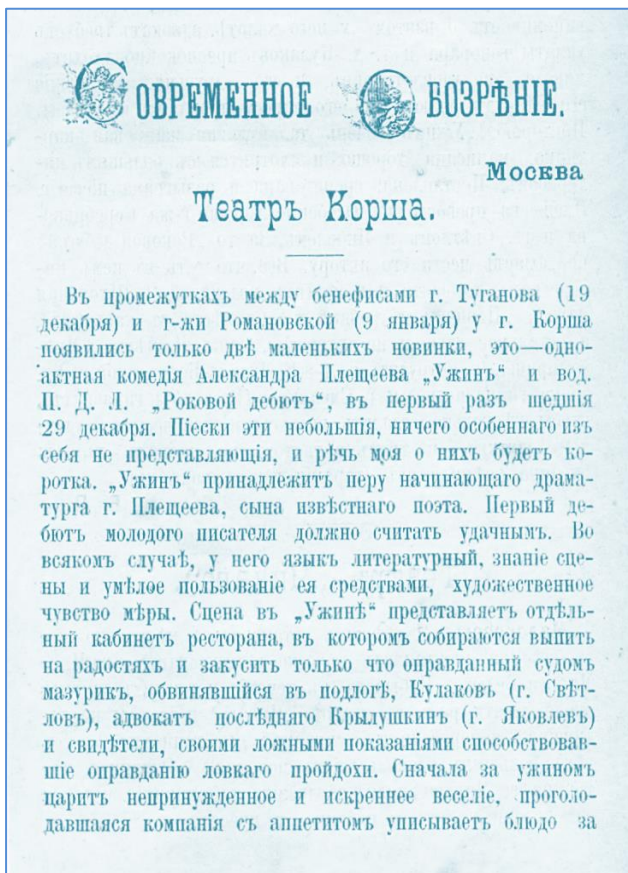 СОВРЕМЕННОЕ ОБОЗРѢНІЕ.
Москва
Театръ Корша.
Въ промежуткахъ между бенефисами г. Туганова (19
декабря) и г-жи Романовской (9 января) у г. Корша
появились только двѣ маленькихъ новинки, это—одно-
актная комедія Александра Плещеева „Ужинъ“ и вод.
П. Д. Л. „Роковой дебютъ“, въ первый разъ шедшія
29 декабря. Піески эти небольшія, ничего особеннаго изъ
себя не представляющія, и рѣчь моя о нихъ будетъ ко-
ротка. „Ужинъ“ принадлежитъ перу начинающаго драма-
турга г. Плещеева, сына извѣстнаго поэта. Первый де-
бютъ молодого писателя должно считать удачнымъ. Во
всякомъ случаѣ, у него языкъ литературный, знаніе сце-
ны и умѣлое пользованіе ея средствами, художественное
чувство мѣры. Сцена въ „Ужинѣ“ представляетъ отдѣль-
ный кабинетъ ресторана, въ которомъ собираются выпить
на радостяхъ и закусить только что оправданный судомъ
мазурикъ, обвинявшійся въ подлогѣ, Кулаковъ (г. Свѣт-
ловъ), адвокатъ послѣдняго Крылушкинъ (г. Яковлевъ)
и свидѣтели, своими ложными показаніями способствовав-
шіе оправданію ловкаго пройдохи. Сначала за ужиномъ
царитъ непринужденное и искреннее веселіе, проголо-
давшаяся компанія съ аппетитомъ уписываетъ блюдо за